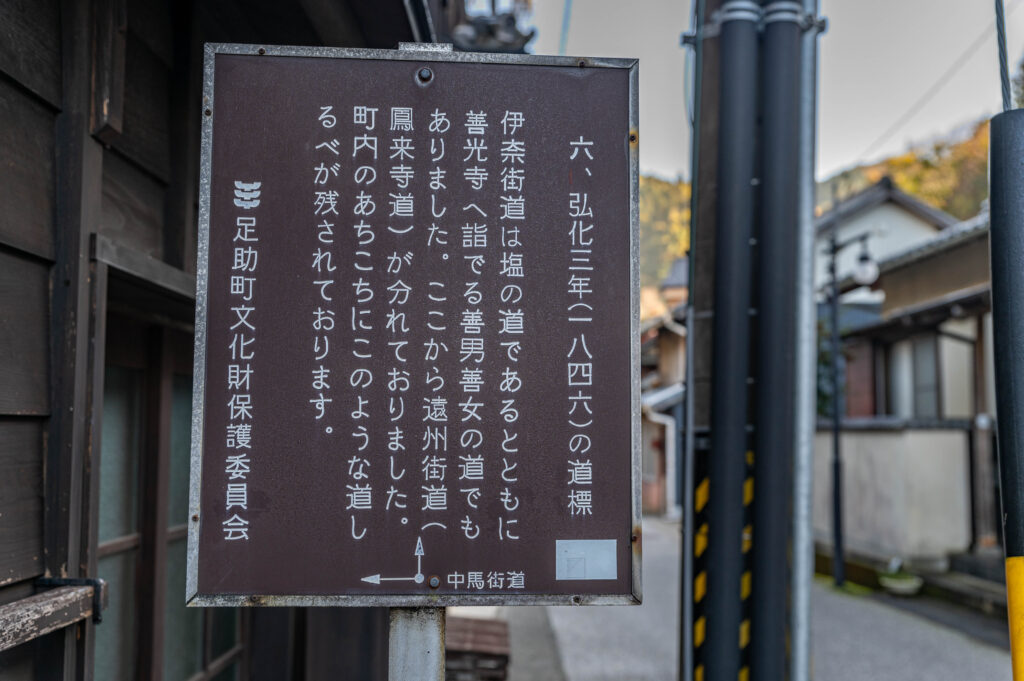 六、弘化三年(一八四六)の道標
伊奈街道は塩の道であるとともに
善光寺へ詣でる善男善女の道でも
ありました。ここから遠州街道(
鳳来寺道)が分れておりました。
町内のあちこちにこのような道し
るべが残されております。
足助町文化財保護委員会
中馬街道